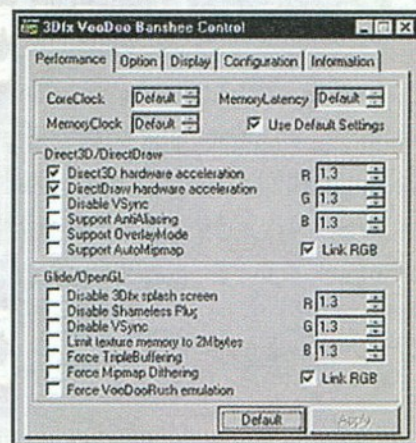 3Dfx VooDoo Banshee Control
Performance Option Display Configuration Information
CoreClock Default MemoryLatency Default
MemoryClock Default Use Default Settings
Direct3D/DirectDraw
Direct3D hardware acceleration R 1.3
DirectDraw hardware acceleration
Disable VSync G 1.3
Support AntiAliasing
Support OverlayMode B 1.3
Support AutoMipmap Link RGB
Glide/OpenGL
Disable 3Dfx splash screen R 1.3
Disable Shameless Plug
Disable VSync G 1.3
Limit texture memory to 2Mbytes
Force TripleBuffering B 1.3
Force Mipmap Dithering Link RGB
Force VooDooRush emulation
Default Apply